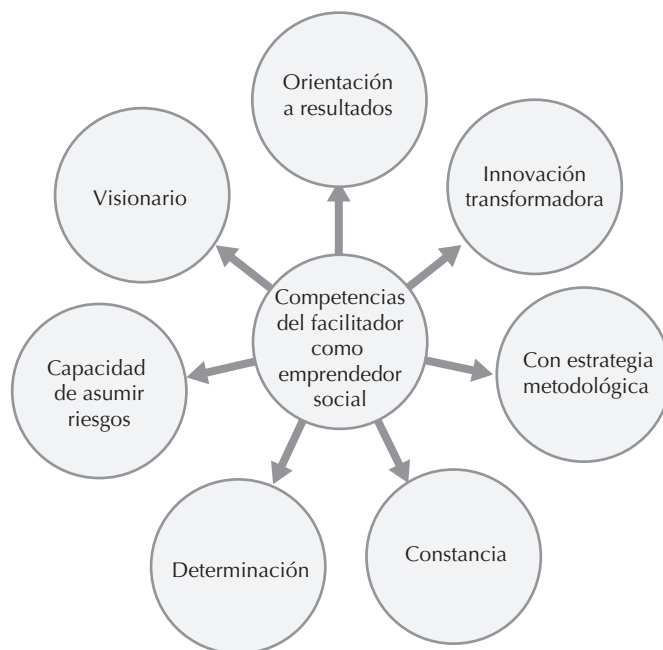 Orientación
a resultados
Innovación
transformadora
Visionario
Competencias
del facilitador
como
emprendedor
social
Con estrategia
metodológica
Capacidad
de asumir
riesgos
Constancia
Determinación